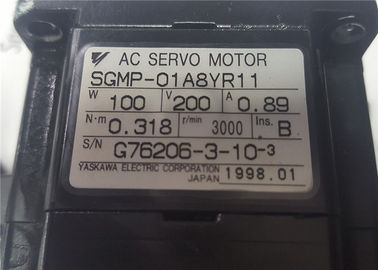 AC SERVO MOTOR
SGMP-01A8YR11
W 100 V 200 A 0.89
N·m 0.318 r/min 3000 Ins. B
S/N G76206-3-10-3
YASKAWA ELECTRIC CORPORATION 1998.01
JAPAN